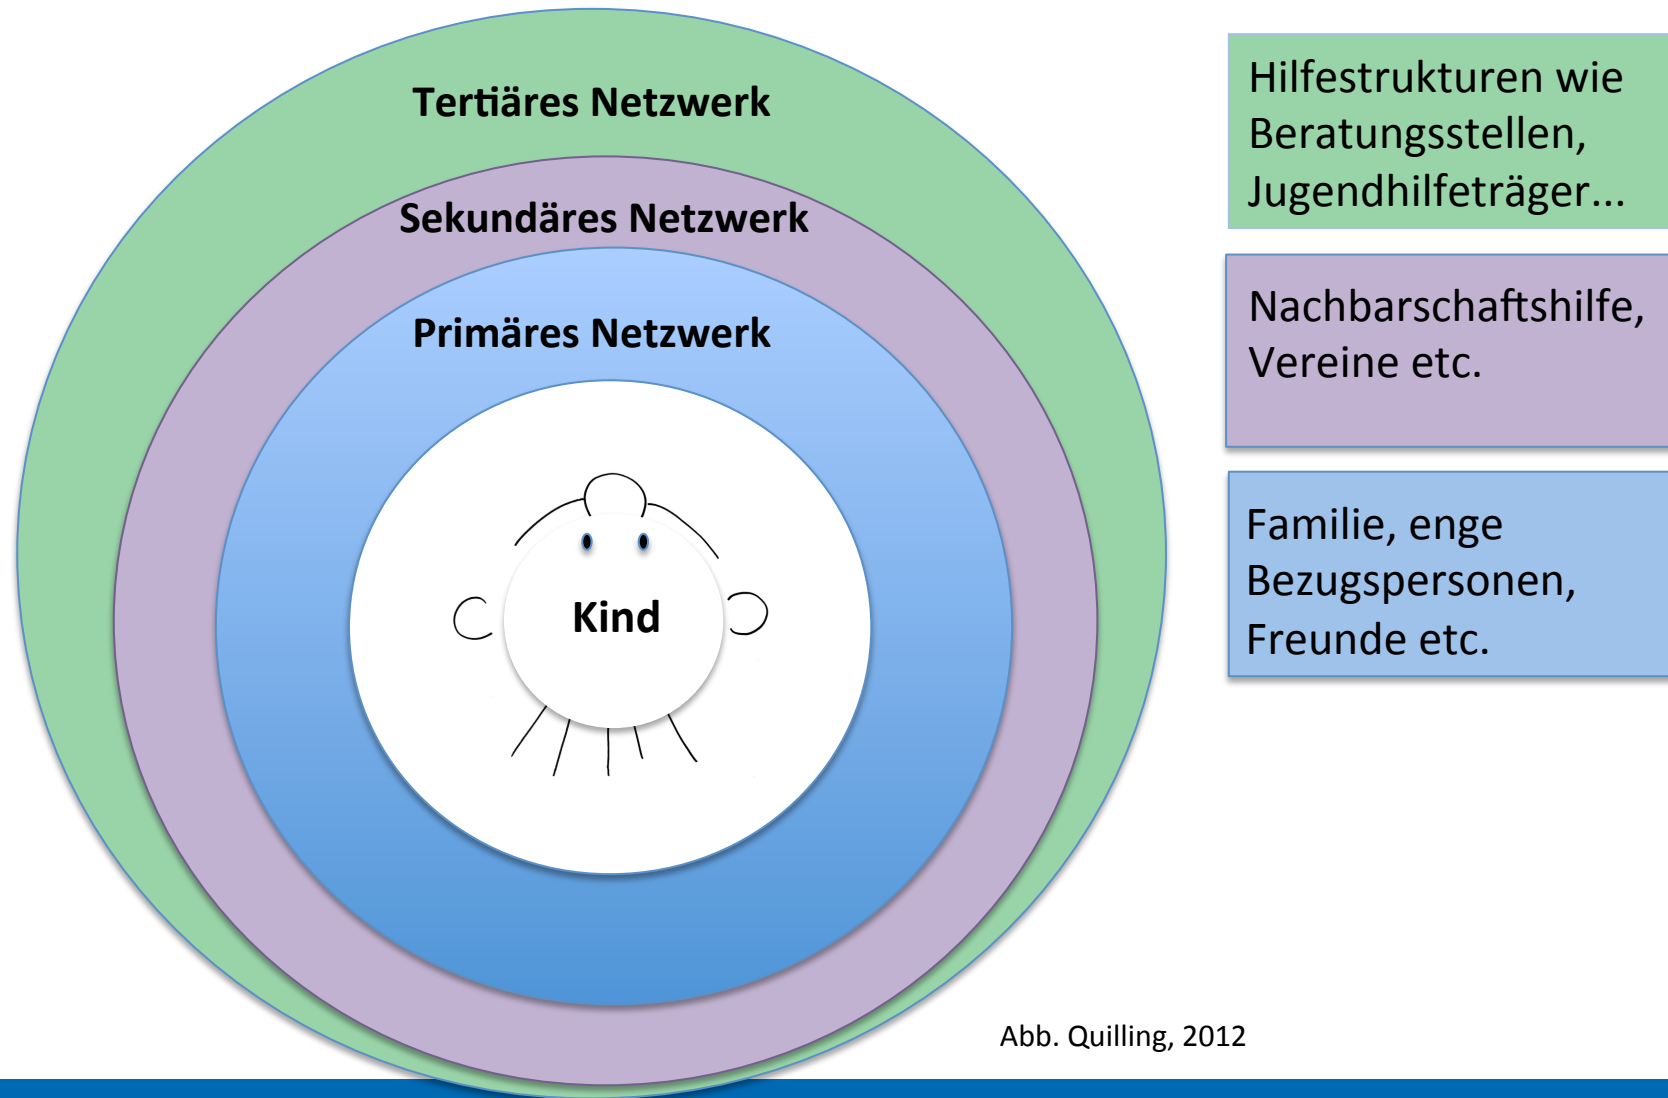 Tertiäres Netzwerk
Sekundäres Netzwerk
Primäres Netzwerk
Kind
Hilfestrukturen wie
Beratungsstellen,
Jugendhilfeträger...
Nachbarschaftshilfe,
Vereine etc.
Familie, enge
Bezugspersonen,
Freunde etc.
Abb. Quilling, 2012